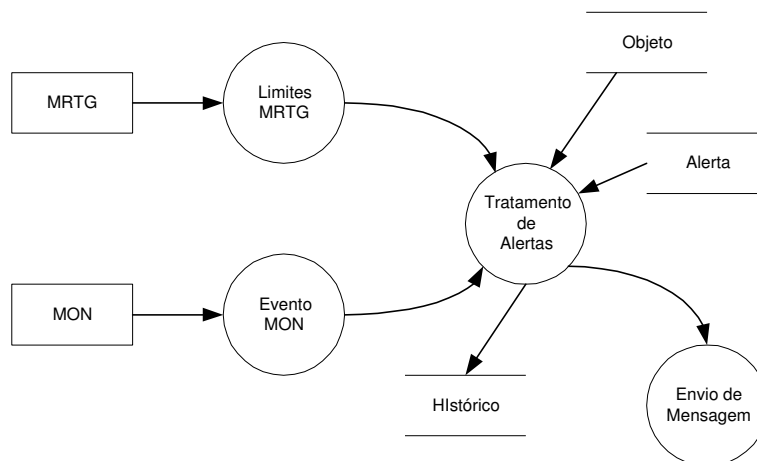 Objeto
MRTG
Limites
MRTG
Alerta
Tratamento
de
Alertas
MON
Evento
MON
HIstórico
Envio de
Mensagem